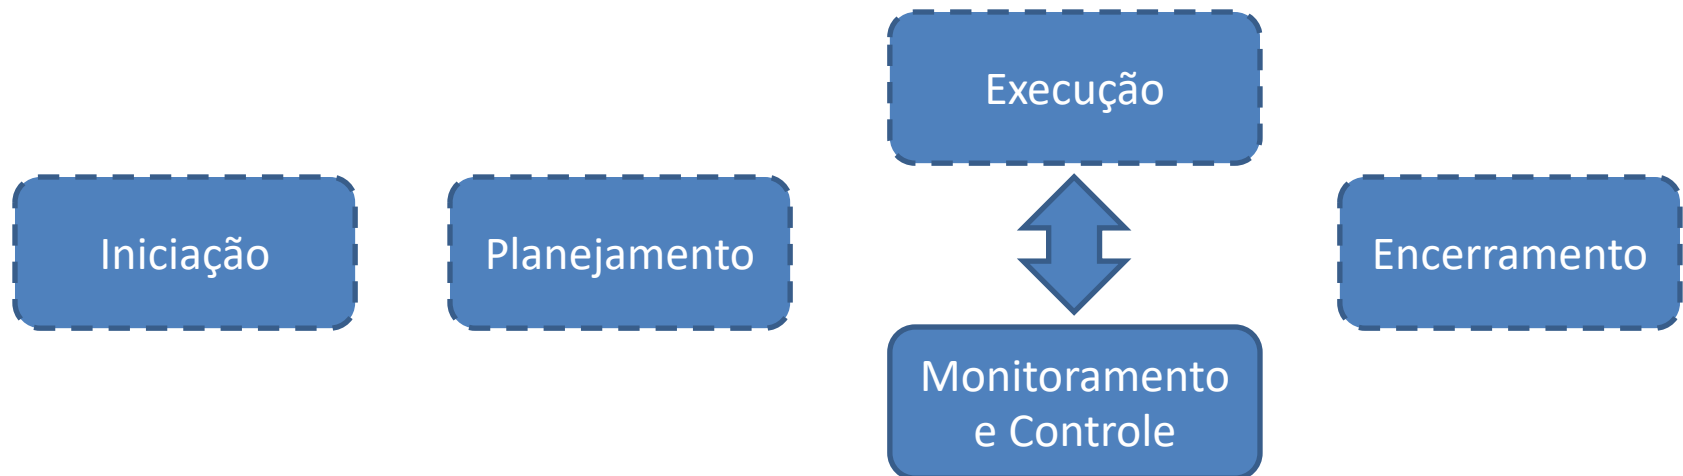 Iniciação
Planejamento
Execução
Monitoramento
e Controle
Encerramento